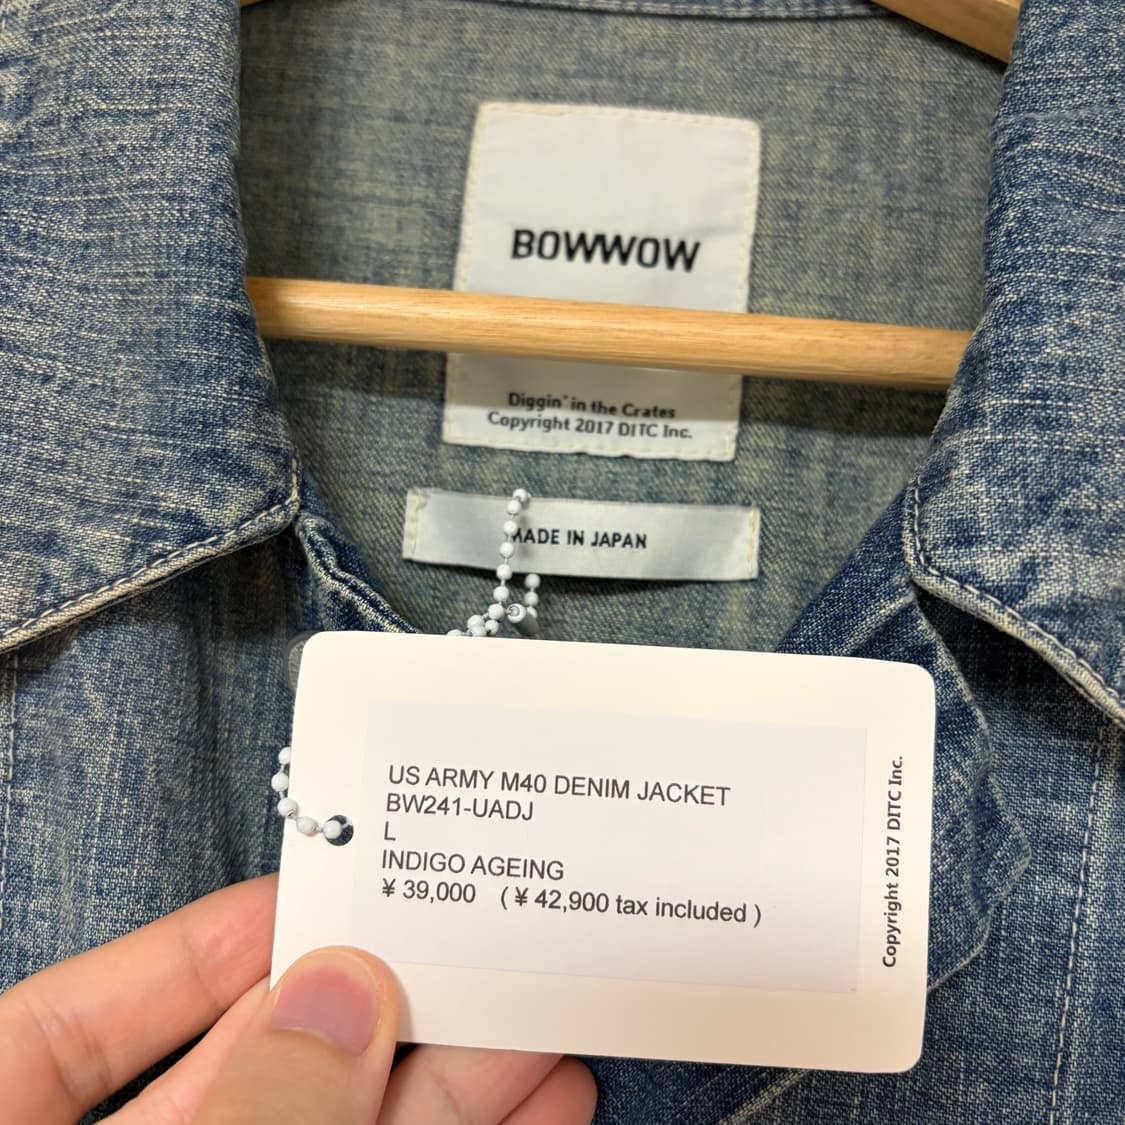 BOWWOW
Diggin' in the Crates
Copyright 2017 DITC Inc.
MADE IN JAPAN
US ARMY M40 DENIM JACKET
BW241-UADJ
L
INDIGO AGEING
¥ 39,000 (¥ 42,900 tax included )
Copyright 2017 DITC Inc.